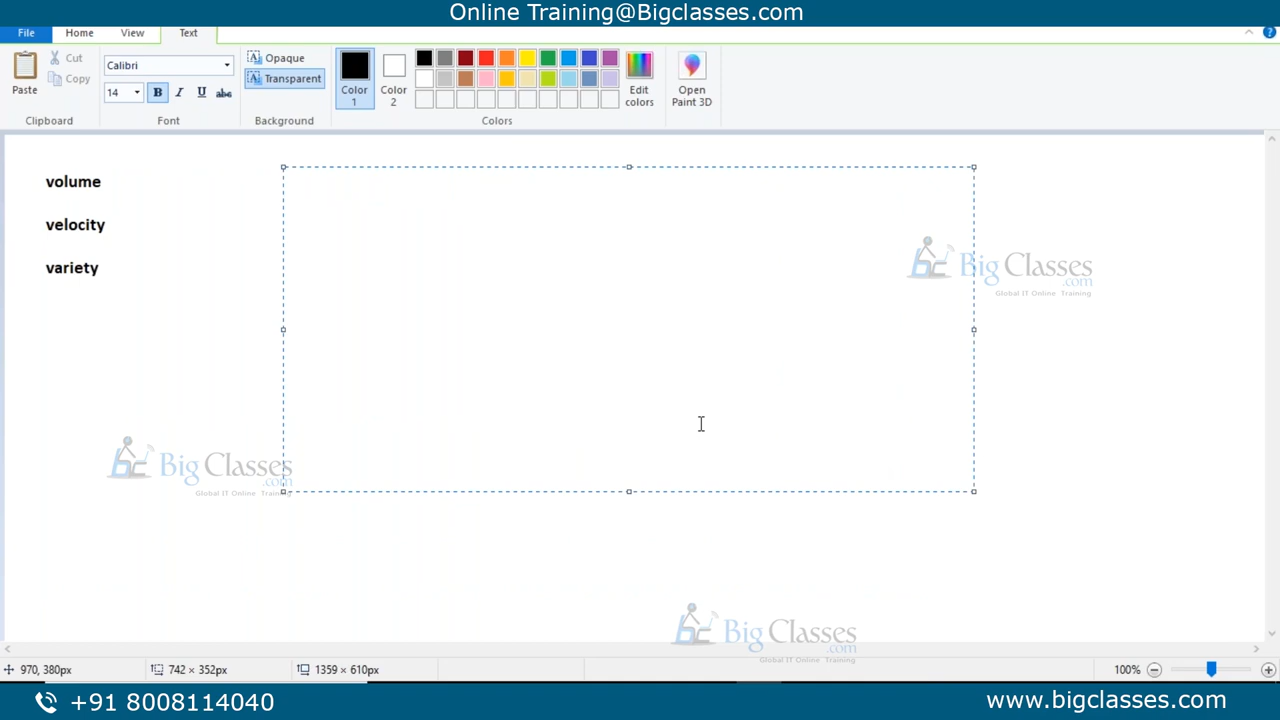 Online Training@Bigclasses.com
File Home View Text
Paste
Cut
Copy
Clipboard
Calibri
14 B I U abc
Font
Opaque
Transparent
Background
Color 1
Color 2
Edit colors
Open Paint 3D
Colors
volume
velocity
variety
Big Classes
.com
Global IT Online Training
Big Classes
.com
Global IT Online Training
Big Classes
.com
Global IT Online Training
970, 380px 742 × 352px 1359 × 610px 100%
+91 8008114040 www.bigclasses.com